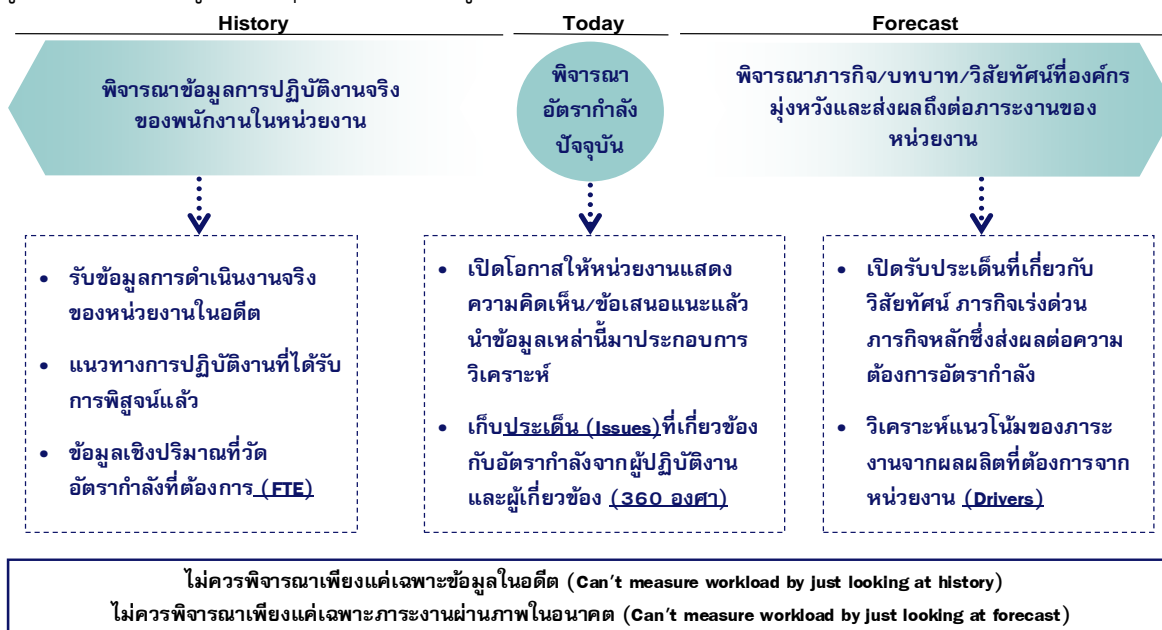 History
Today
Forecast
พิจารณาข้อมูลการปฏิบัติงานจริง
ของพนักงานในหน่วยงาน
พิจารณา
อัตรากำลัง
ปัจจุบัน
พิจารณาภารกิจ/บทบาท/วิสัยทัศน์ที่องค์กร
มุ่งหวังและส่งผลถึงต่อภาระงานของ
หน่วยงาน
• รับข้อมูลการดำเนินงานจริง
ของหน่วยงานในอดีต
• แนวทางการปฏิบัติงานที่ได้รับ
การพิสูจน์แล้ว
• ข้อมูลเชิงปริมาณที่วัด
อัตรากำลังที่ต้องการ (FTE)
• เปิดโอกาสให้หน่วยงานแสดง
ความคิดเห็น/ข้อเสนอแนะแล้ว
นำข้อมูลเหล่านี้มาประกอบการ
วิเคราะห์
• เก็บประเด็น (Issues)ที่เกี่ยวข้อง
กับอัตรากำลังจากผู้ปฏิบัติงาน
และผู้เกี่ยวข้อง (360 องศา)
• เปิดรับประเด็นที่เกี่ยวกับ
วิสัยทัศน์ ภารกิจเร่งด่วน
ภารกิจหลักซึ่งส่งผลต่อความ
ต้องการอัตรากำลัง
• วิเคราะห์แนวโน้มของภาระ
งานจากผลผลิตที่ต้องการจาก
หน่วยงาน (Drivers)
ไม่ควรพิจารณาเพียงแค่เฉพาะข้อมูลในอดีต (Can't measure workload by just looking at history)
ไม่ควรพิจารณาเพียงแค่เฉพาะภาระงานผ่านภาพในอนาคต (Can't measure workload by just looking at forecast)